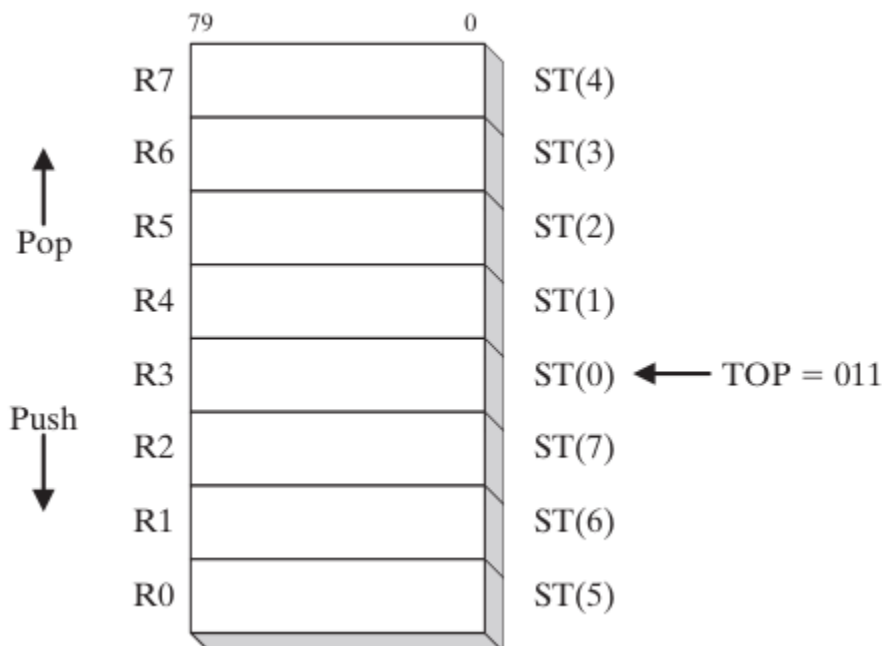 79 0
R7 ST(4)
R6 ST(3)
Pop
R5 ST(2)
R4 ST(1)
R3 ST(0) TOP = 011
Push
R2 ST(7)
R1 ST(6)
R0 ST(5)